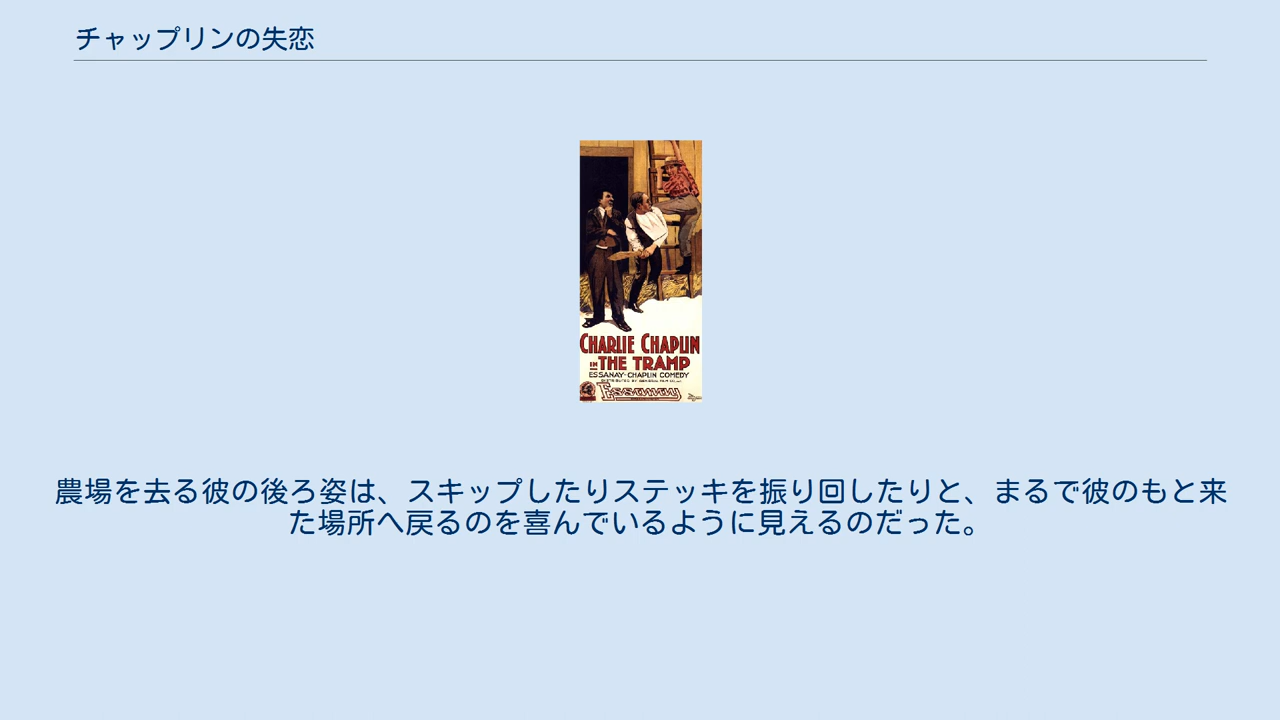 チャップリンの失恋
CHARLIE CHAPLIN
IN THE TRAMP
ESSANAY-CHAPLIN COMEDY
Essanay
農場を去る彼の後ろ姿は、スキップしたりステッキを振り回したりと、まるで彼のもと来
た場所へ戻るのを喜んでいるように見えるのだった。